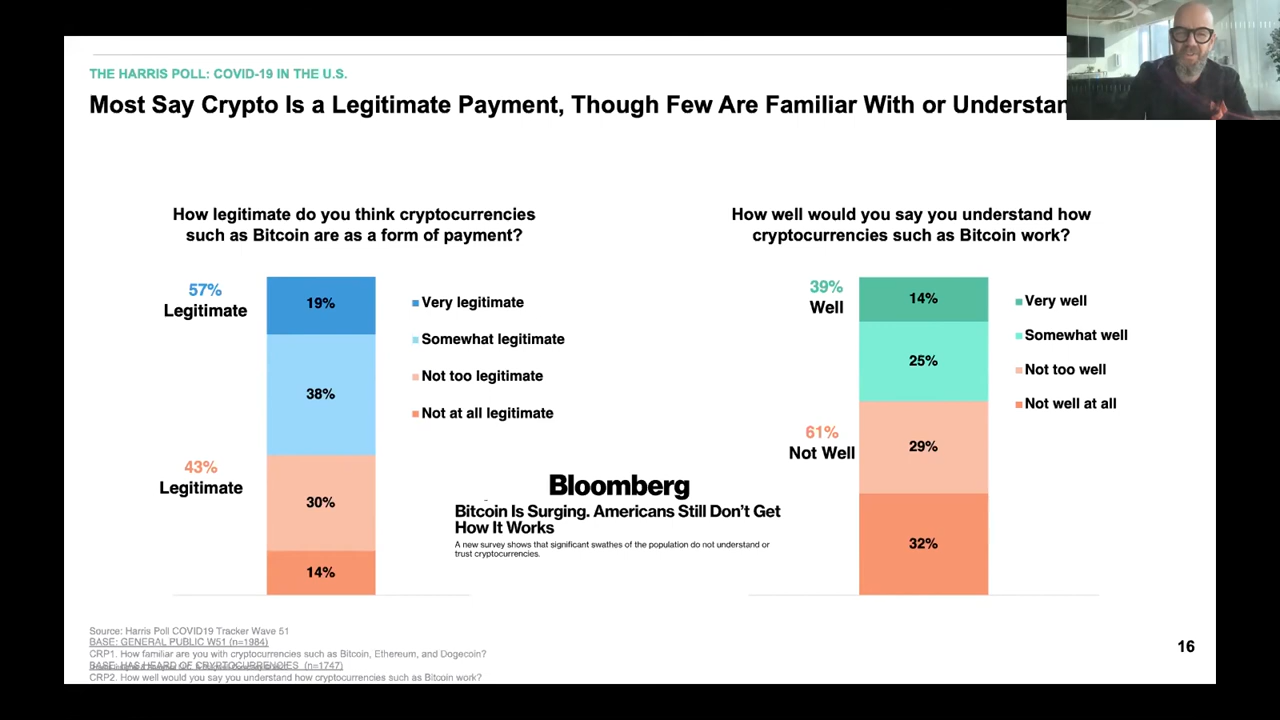 THE HARRIS POLL: COVID-19 IN THE U.S.
Most Say Crypto Is a Legitimate Payment, Though Few Are Familiar With or
How legitimate do you think cryptocurrencies
such as Bitcoin are as a form of payment?
57%
Legitimate
43%
Legitimate
19%
38%
30%
14%
Very legitimate
Somewhat legitimate
Not too legitimate
Not at all legitimate
How well would you say you understand how
cryptocurrencies such as Bitcoin work?
39%
Well
61%
Not Well
14%
25%
29%
32%
Very well
Somewhat well
Not too well
Not well at all
Bloomberg
Bitcoin Is Surging. Americans Still Don't Get
How It Works
A new survey shows that significant swathes of the population do not understand or
trust cryptocurrencies.
Source: Harris Poll COVID19 Tracker Wave 51
BASE: GENERAL PUBLIC W51 (n=1984)
CRP1. How familiar are you with cryptocurrencies such as Bitcoin, Ethereum, and Dogecoin?
BASE: HAS HEARD OF CRYPTOCURRENCIES (n=1747)
CRP2. How well would you say you understand how cryptocurrencies such as Bitcoin work?
16